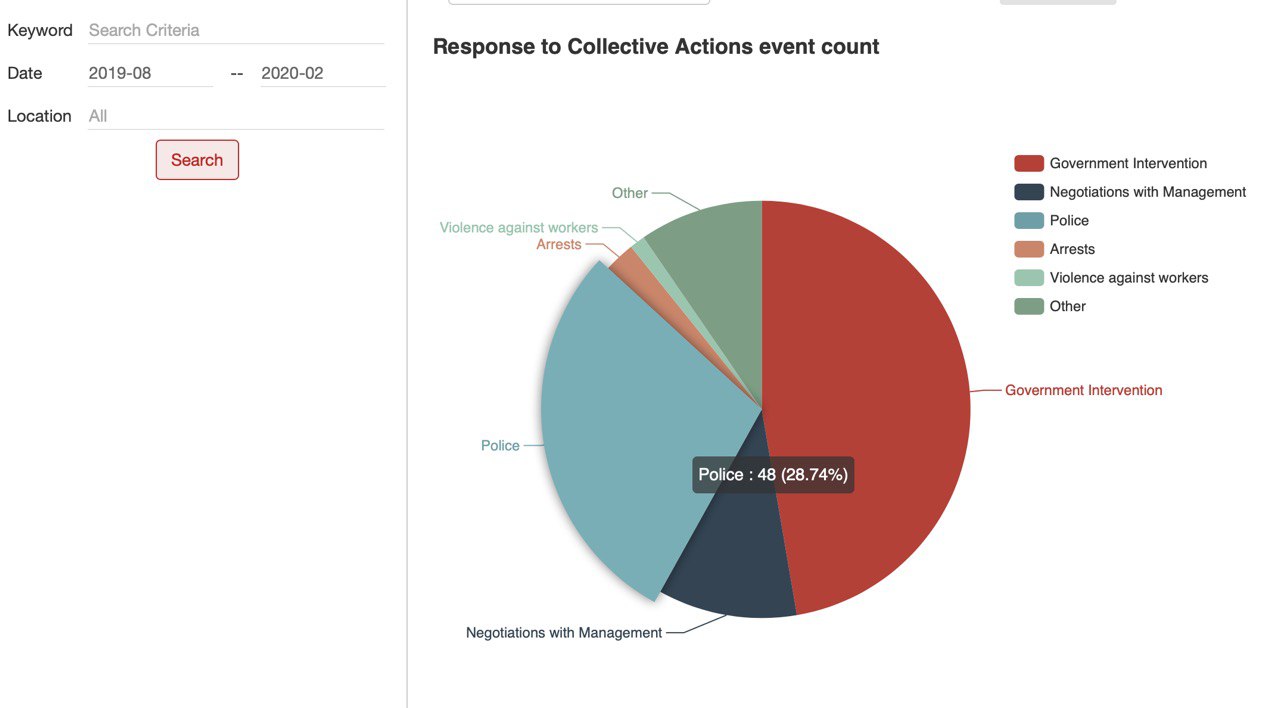 Keyword Search Criteria
Date 2019-08 -- 2020-02
Location All
Search
Response to Collective Actions event count
Government Intervention
Negotiations with Management
Police
Arrests
Violence against workers
Other
Other
Violence against workers
Arrests
Government Intervention
Police
Police : 48 (28.74%)
Negotiations with Management